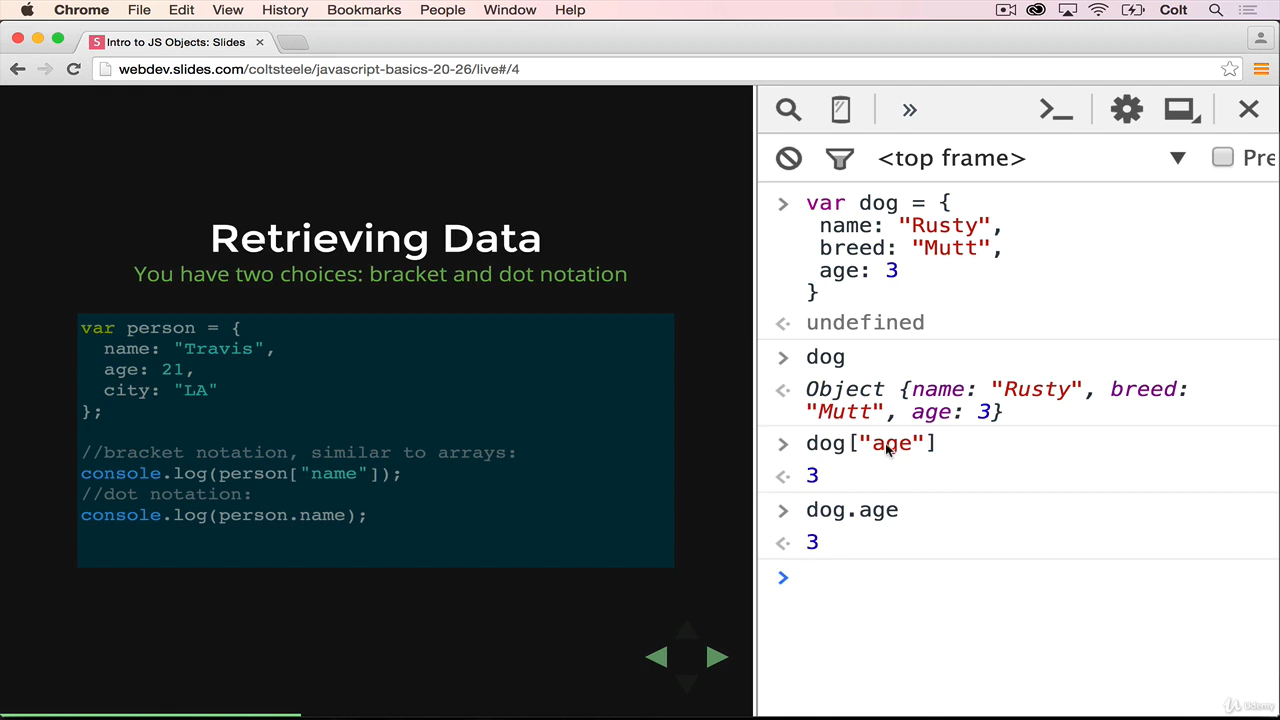 Chrome File Edit View History Bookmarks People Window Help Colt
Intro to JS Objects: Slides
webdev.slides.com/coltsteele/javascript-basics-20-26/live#/4
Retrieving Data
You have two choices: bracket and dot notation
var person = {
name: "Travis",
age: 21,
city: "LA"
};
//bracket notation, similar to arrays:
console.log(person["name"]);
//dot notation:
console.log(person.name);
<top frame> Pre
var dog = {
name: "Rusty",
breed: "Mutt",
age: 3
}
undefined
dog
Object {name: "Rusty", breed:
"Mutt", age: 3}
dog["age"]
3
dog.age
3
Udemy